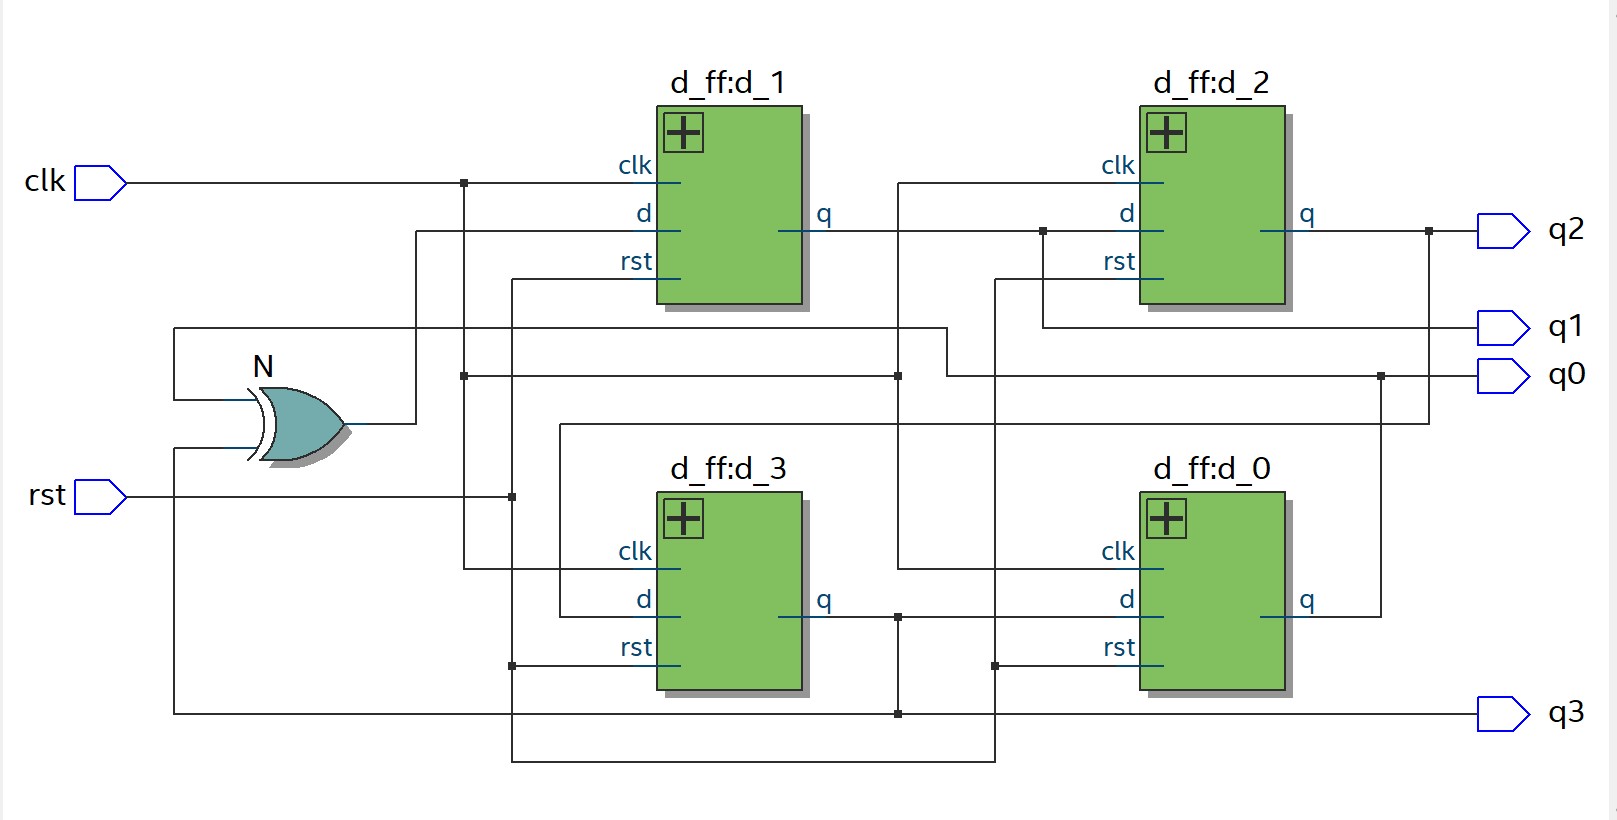 d_ff:d_1
d_ff:d_2
clk
clk
clk
d
q
d
q
q2
rst
rst
q1
N
q0
d_ff:d_3
d_ff:d_0
rst
clk
clk
d
q
d
q
rst
rst
q3